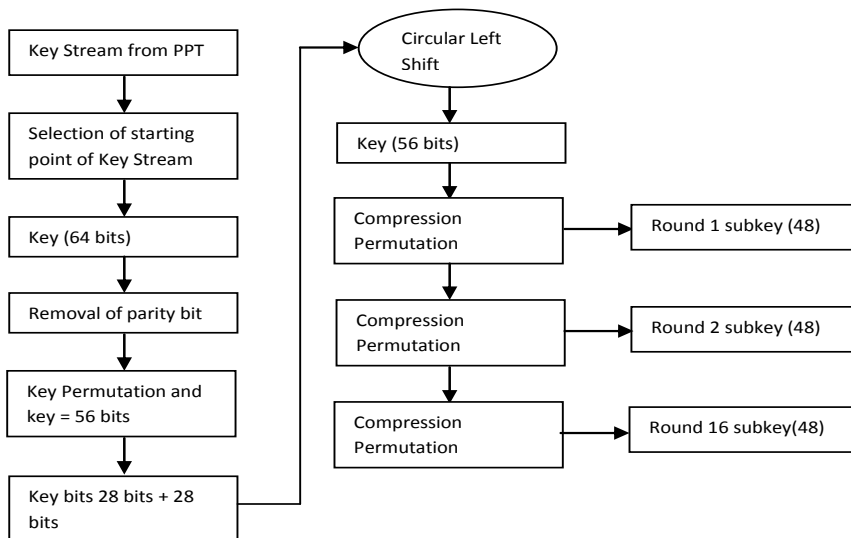 Key Stream from PPT
Selection of starting
point of Key Stream
Key (64 bits)
Removal of parity bit
Key Permutation and
key = 56 bits
Key bits 28 bits + 28
bits
Circular Left
Shift
Key (56 bits)
Compression
Permutation
Round 1 subkey (48)
Compression
Permutation
Round 2 subkey (48)
Compression
Permutation
Round 16 subkey(48)